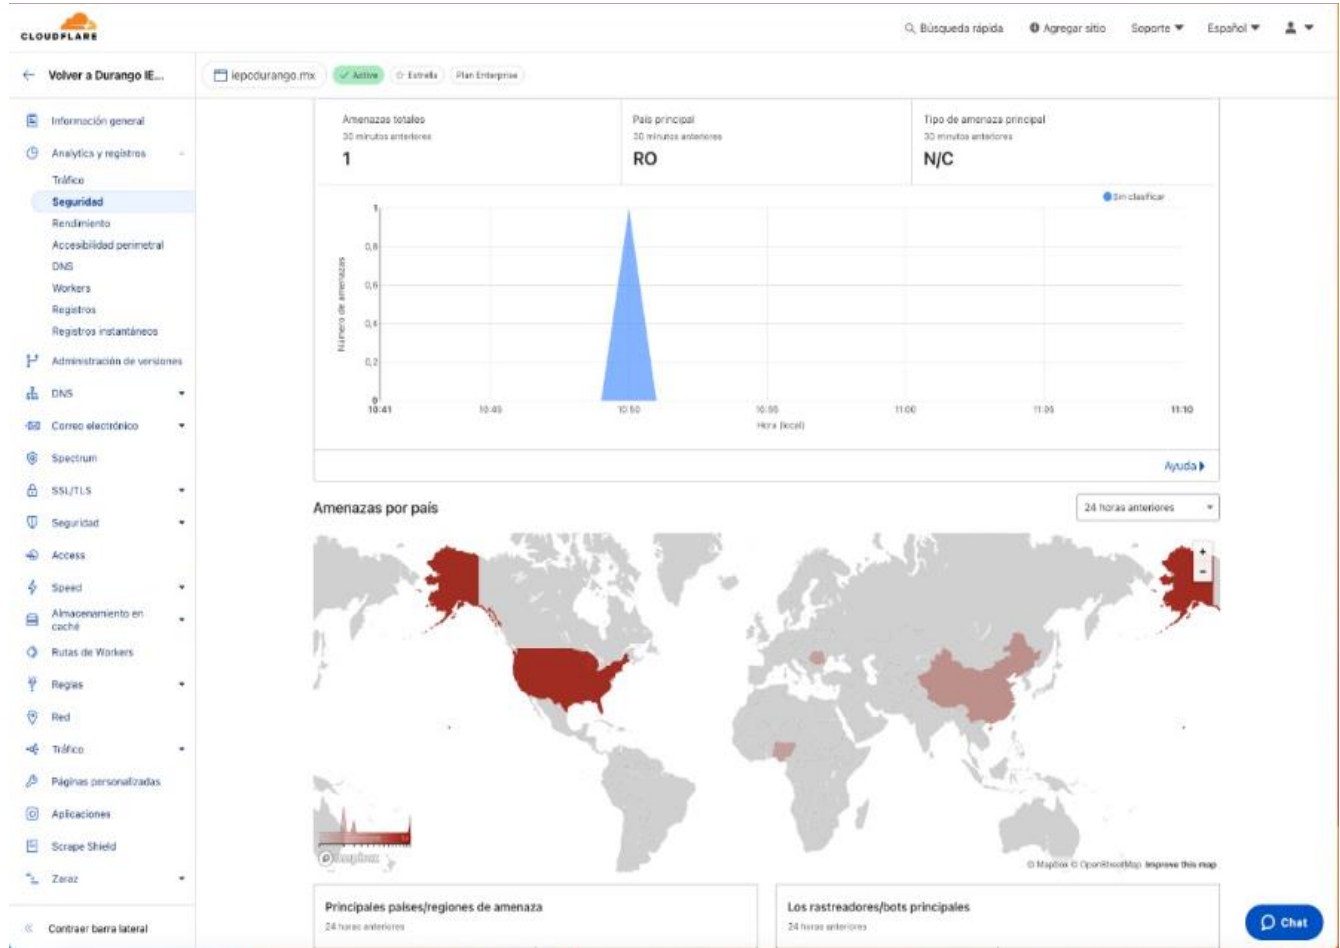 CLOUDFLARE
Búsqueda rápida
Agregar sitio
Soporte
Español
Volver a Durango IE...
iepcdurango.mx
Active
Estrella
Plan Enterprise
Información general
Analytics y registros
Tráfico
Seguridad
Rendimiento
Accesibilidad perimetral
DNS
Workers
Registros
Registros instantáneos
Administración de versiones
DNS
Correo electrónico
Spectrum
SSL/TLS
Seguridad
Access
Speed
Almacenamiento en
caché
Rutas de Workers
Reglas
Red
Tráfico
Páginas personalizadas
Aplicaciones
Scrape Shield
Zaraz
Contraer barra lateral
Amenazas totales
30 minutos anteriores
1
País principal
30 minutos anteriores
RO
Tipo de amenaza principal
30 minutos anteriores
N/C
Sin clasificar
Número de amenazas
1
0,8
0,6
0,4
0,2
0
10:41
10:45
10:50
10:55
11:00
11:05
11:10
Hora (local)
Ayuda
Amenazas por país
24 horas anteriores
+
-
mapbox
© Mapbox © OpenStreetMap Improve this map
Principales países/regiones de amenaza
24 horas anteriores
Los rastreadores/bots principales
24 horas anteriores
Chat